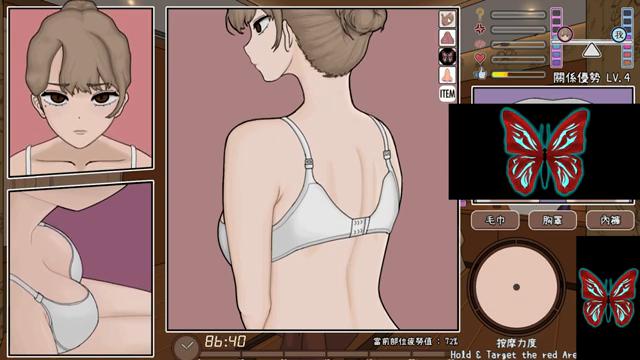 ITEM
我
關係優勢 LV.4
毛巾
胸罩
內褲
按摩力度
Hold & Target the red Are
86:40
當前部位疲勞值 : 72%